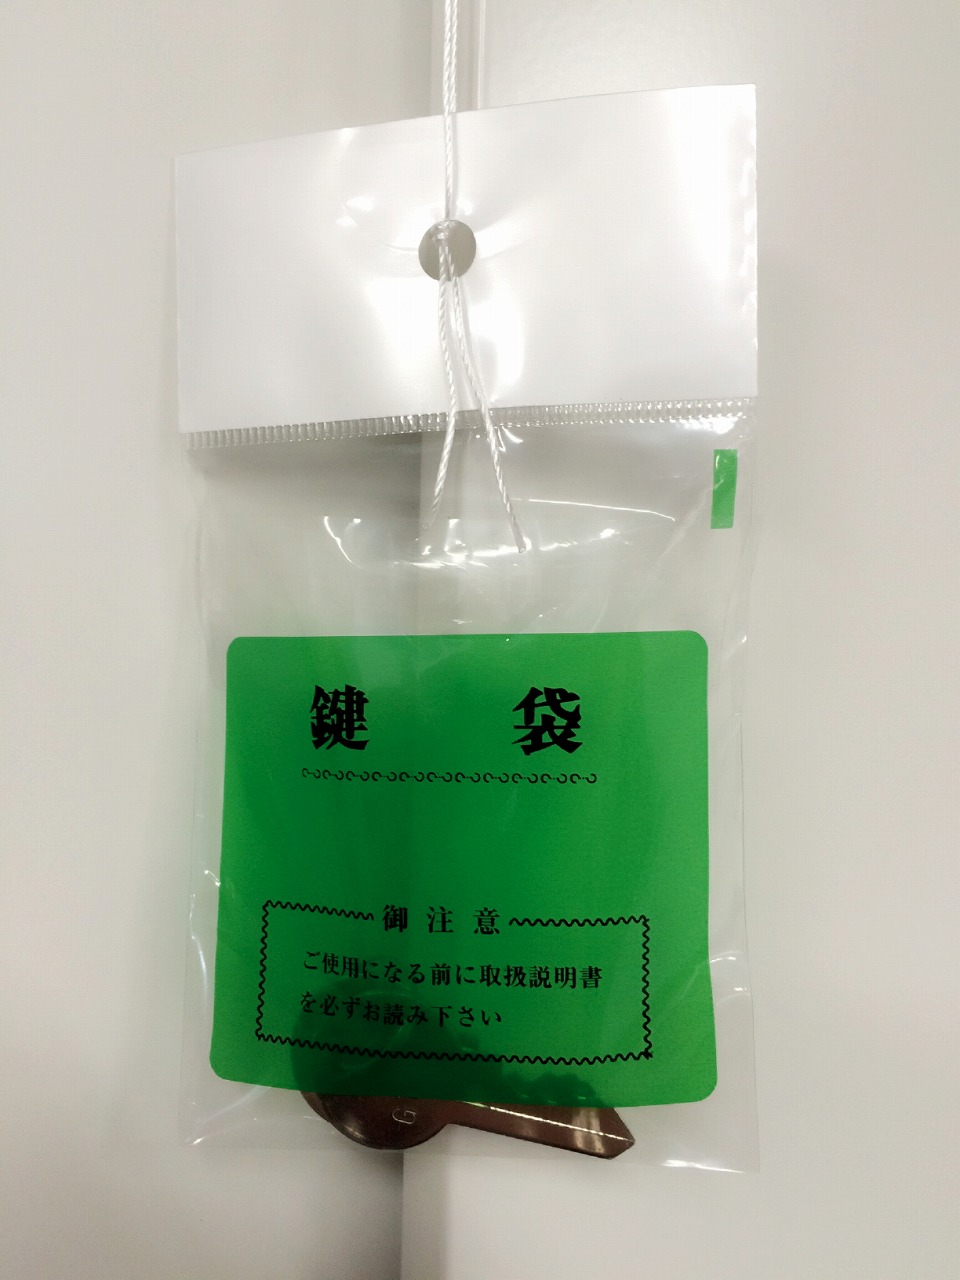 鍵 袋
御注意
ご使用になる前に取扱説明書
を必ずお読み下さい
G